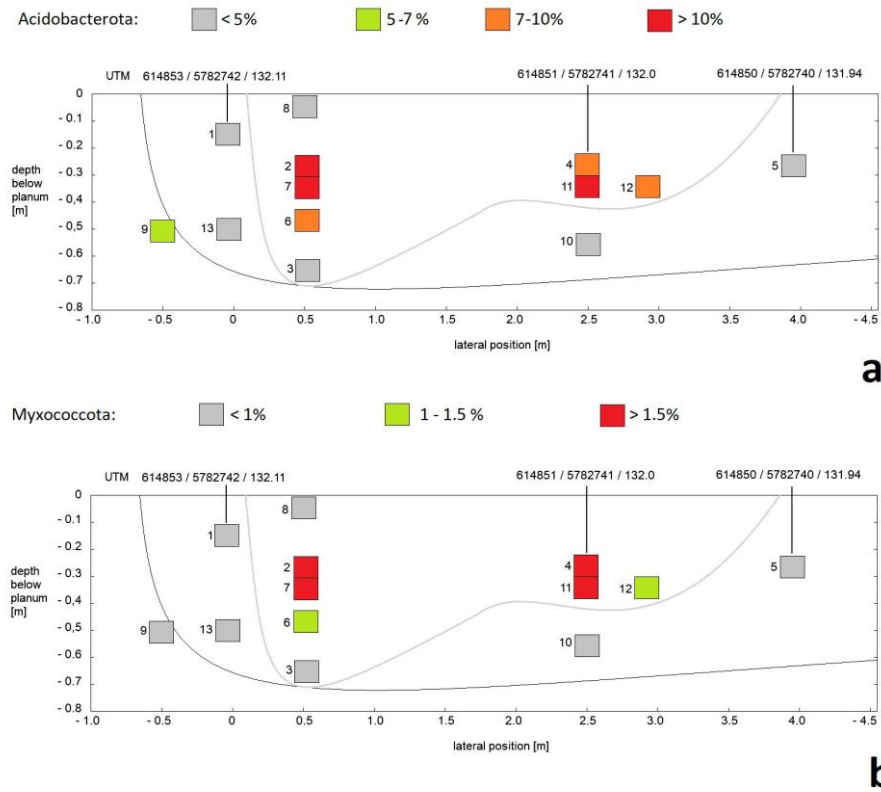 Acidobacterota: < 5% 5 -7 % 7-10% > 10%
UTM 614853 / 5782742 / 132.11 614851 / 5782741 / 132.0 614850 / 5782740 / 131.94
0
- 0.1
- 0.2
- 0.3
- 0.4
- 0.5
- 0.6
- 0.7
- 0.8
depth
below
planum
[m]
8
1
2
4
5
7
11
12
6
9
13
10
3
- 1.0 - 0.5 0 0.5 1.0 1.5 2.0 2.5 3.0 3.5 4.0 - 4.5
lateral position [m]
a
Myxococcota: < 1% 1 - 1.5 % > 1.5%
UTM 614853 / 5782742 / 132.11 614851 / 5782741 / 132.0 614850 / 5782740 / 131.94
0
- 0.1
- 0.2
- 0.3
- 0.4
- 0.5
- 0.6
- 0.7
- 0.8
depth
below
planum
[m]
8
1
2
4
5
7
11
12
6
9
13
10
3
- 1.0 - 0.5 0 0.5 1.0 1.5 2.0 2.5 3.0 3.5 4.0 - 4.5
lateral position [m]
b